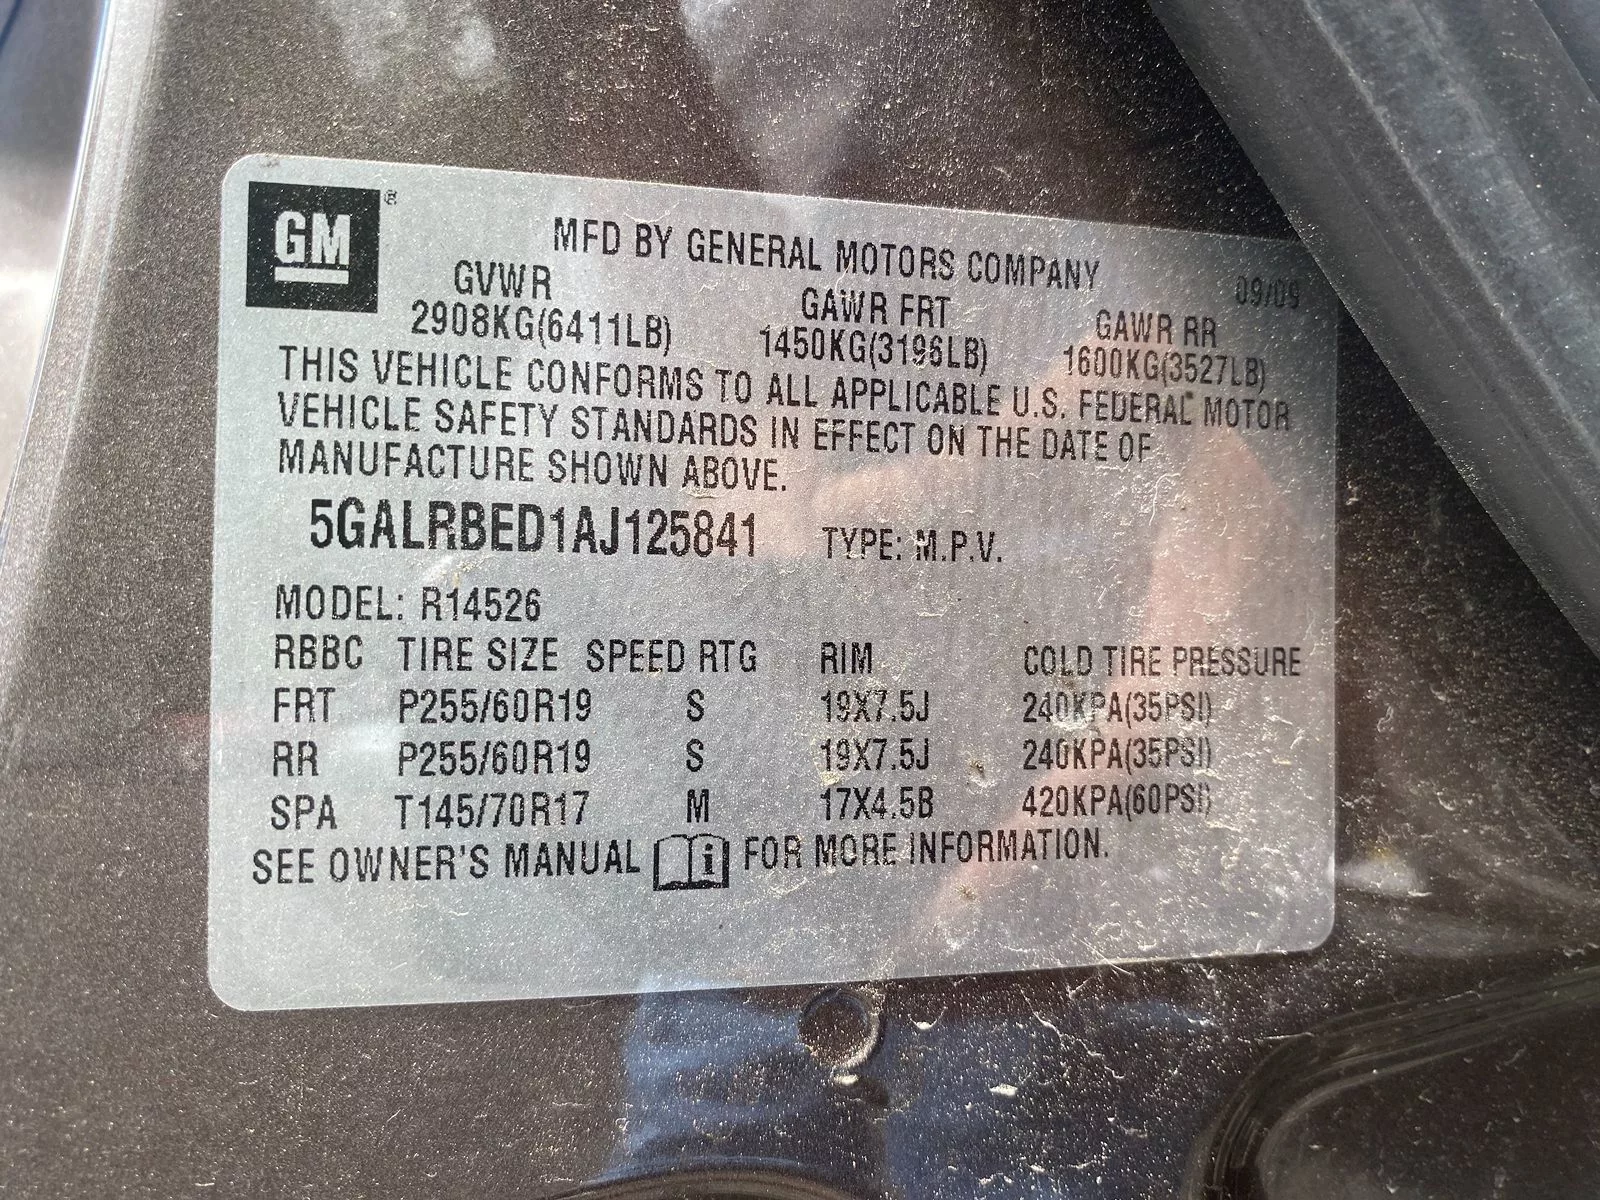 GM ®
MFD BY GENERAL MOTORS COMPANY 09/09
GVWR GAWR FRT GAWR RR
2908KG(6411LB) 1450KG(3196LB) 1600KG(3527LB)
THIS VEHICLE CONFORMS TO ALL APPLICABLE U.S. FEDERAL MOTOR
VEHICLE SAFETY STANDARDS IN EFFECT ON THE DATE OF
MANUFACTURE SHOWN ABOVE.
5GALRBED1AJ125841 TYPE: M.P.V.
MODEL: R14526
RBBC TIRE SIZE SPEED RTG RIM COLD TIRE PRESSURE
FRT P255/60R19 S 19X7.5J 240KPA(35PSI)
RR P255/60R19 S 19X7.5J 240KPA(35PSI)
SPA T145/70R17 M 17X4.5B 420KPA(60PSI)
SEE OWNER'S MANUAL i FOR MORE INFORMATION.